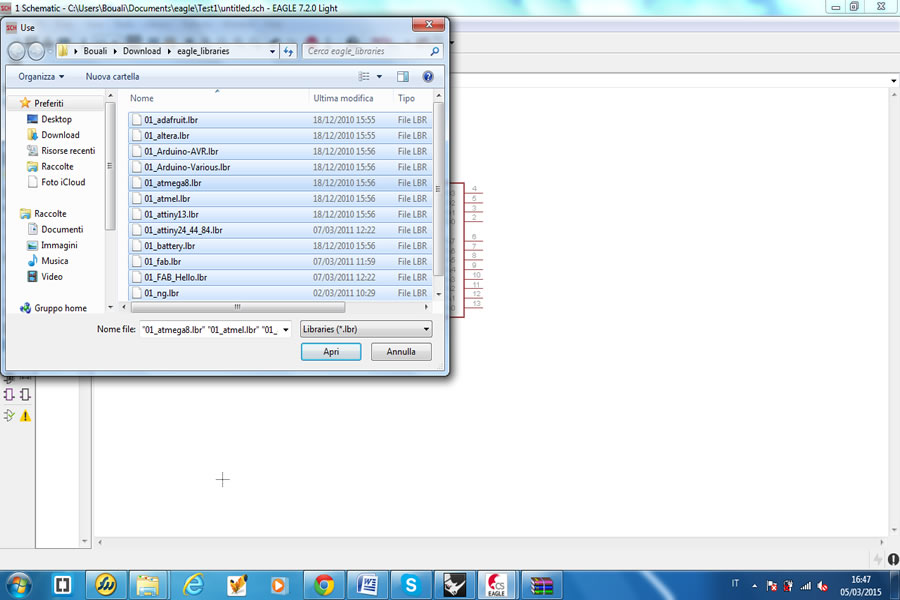 1 Schematic - C:\Users\Bouali\Documents\eagle\Test1\untitled.sch - EAGLE 7.2.0 Light
SCH Use
Bouali Download eagle_libraries
Cerca eagle_libraries
Organizza Nuova cartella
Nome Ultima modifica Tipo
Preferiti
Desktop
Download
Risorse recenti
Raccolte
Foto iCloud
Raccolte
Documenti
Immagini
Musica
Video
Gruppo home
01_adafruit.lbr 18/12/2010 15:55 File LBR
01_altera.lbr 18/12/2010 15:55 File LBR
01_Arduino-AVR.lbr 18/12/2010 15:56 File LBR
01_Arduino-Various.lbr 18/12/2010 15:56 File LBR
01_atmega8.lbr 18/12/2010 15:56 File LBR
01_atmel.lbr 18/12/2010 15:56 File LBR
01_attiny13.lbr 18/12/2010 15:56 File LBR
01_attiny24_44_84.lbr 07/03/2011 12:22 File LBR
01_battery.lbr 18/12/2010 15:56 File LBR
01_fab.lbr 07/03/2011 11:59 File LBR
01_FAB_Hello.lbr 07/03/2011 12:22 File LBR
01_ng.lbr 02/03/2011 10:29 File LBR
Nome file: "01_atmega8.lbr" "01_atmel.lbr" "01_
Libraries (*.lbr)
Apri Annulla
4
5
3
2
6
7
8
9
10
11
12
13
CS
EAGLE
IT
16:47
05/03/2015